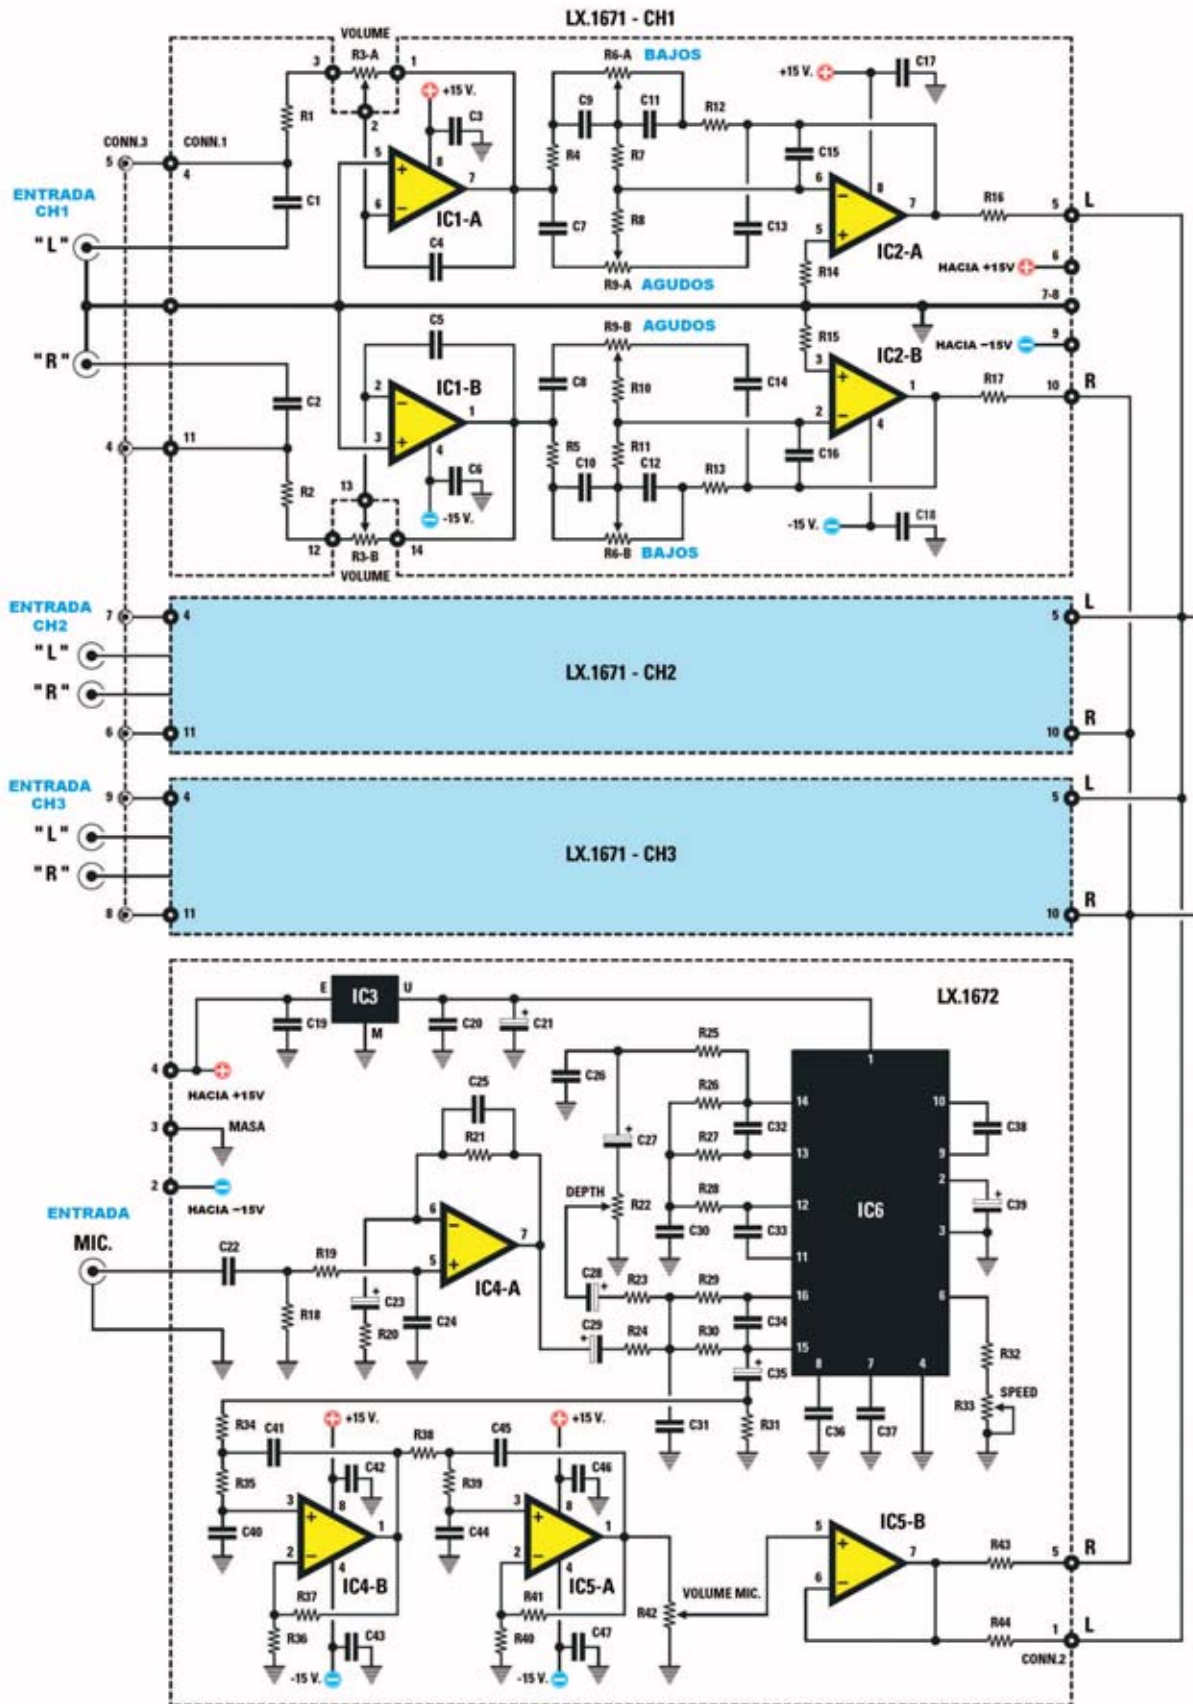 LX.1671 - CH1
VOLUME
3 R3-A 1
R6-A BAJOS
+15 V. C17
+15 V.
R1
2
C3
C9 C11 R12
CONN.3 CONN.1
5 4
ENTRADA
CH1
"L"
C1
5 8 7 6
IC1-A
C4
R4 R7 C15
C7 R8 C13
6 8 7 5
IC2-A
R14
R16 5 L
6
HACIA +15V
R9-A AGUDOS
7-8
C5
R9-B AGUDOS
R15
HACIA -15V 9
"R"
IC1-B
2 1 3 4
C8 R10 C14
IC2-B
3 1 2 4
R17 10 R
C2
4 11
C6
R5 R11 C16
C10 C12 R13
R2
13
-15 V.
-15 V. C18
12 R3-B 14
R6-B BAJOS
VOLUME
ENTRADA
CH2
7 4 5 L
"L"
LX.1671 - CH2
"R"
6 11 10 R
ENTRADA
CH3
9 4 5 L
"L"
LX.1671 - CH3
"R"
8 11 10 R
E IC3 U
M
LX.1672
C19 C20 C21
4
HACIA +15V
3 MASA
2
HACIA -15V
C25
R21
C26
R25
R26
C32
R27
R28
C27
DEPTH
R22
C30 C33
1
14 10
13 9
12 2
11 3
16 6
15
8 7 4
IC6
C38
C39
ENTRADA
MIC.
C22 R19
R18
C23
R20
C24
6 7 5
IC4-A
C28 R23 R29
C34
C29 R24 R30
C35
R32
R33 SPEED
C31 R31
C36 C37
R34 C41
+15 V.
R38 C45
+15 V.
R35
C42
R39
C46
C40
3 8 1 2 4
IC4-B
C44
3 8 1 2 4
IC5-A
R37
R36
C43
-15 V.
R41
R40
C47
-15 V.
R42 VOLUME MIC.
IC5-B
5 7 6
R43 5 R
R44 1 L
CONN.2